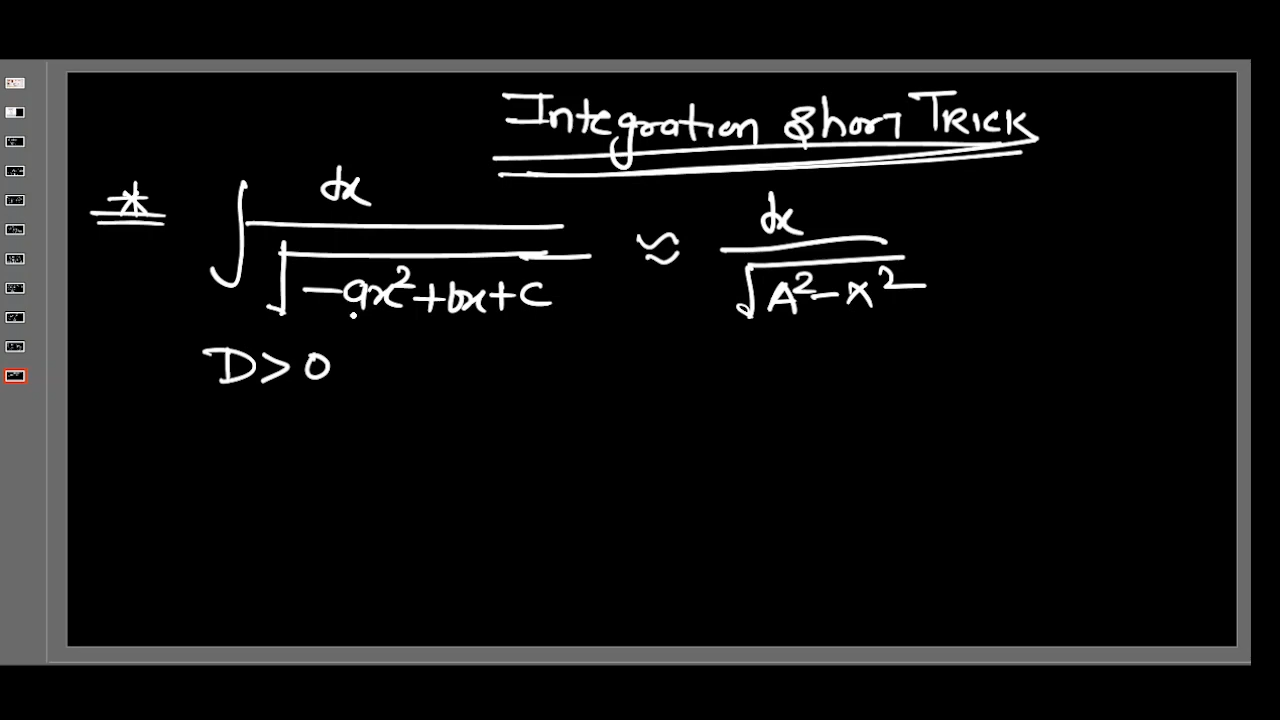 Integration Short TRICK
* ∫ dx / √(-ax² + bx + c) ≈ dx / √(A² - X²)
D > 0